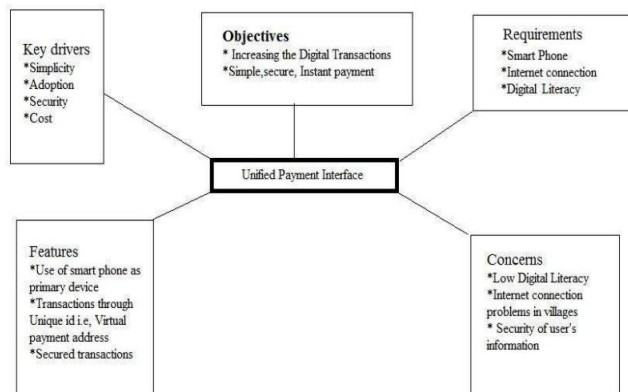 Key drivers
*Simplicity
*Adoption
*Security
*Cost
Objectives
* Increasing the Digital Transactions
*Simple,secure, Instant payment
Requirements
*Smart Phone
*Internet connection
*Digital Literacy
Unified Payment Interface
Features
*Use of smart phone as
primary device
*Transactions through
Unique id i.e, Virtual
payment address
*Secured transactions
Concerns
*Low Digital Literacy
*Internet connection
problems in villages
* Security of user's
information